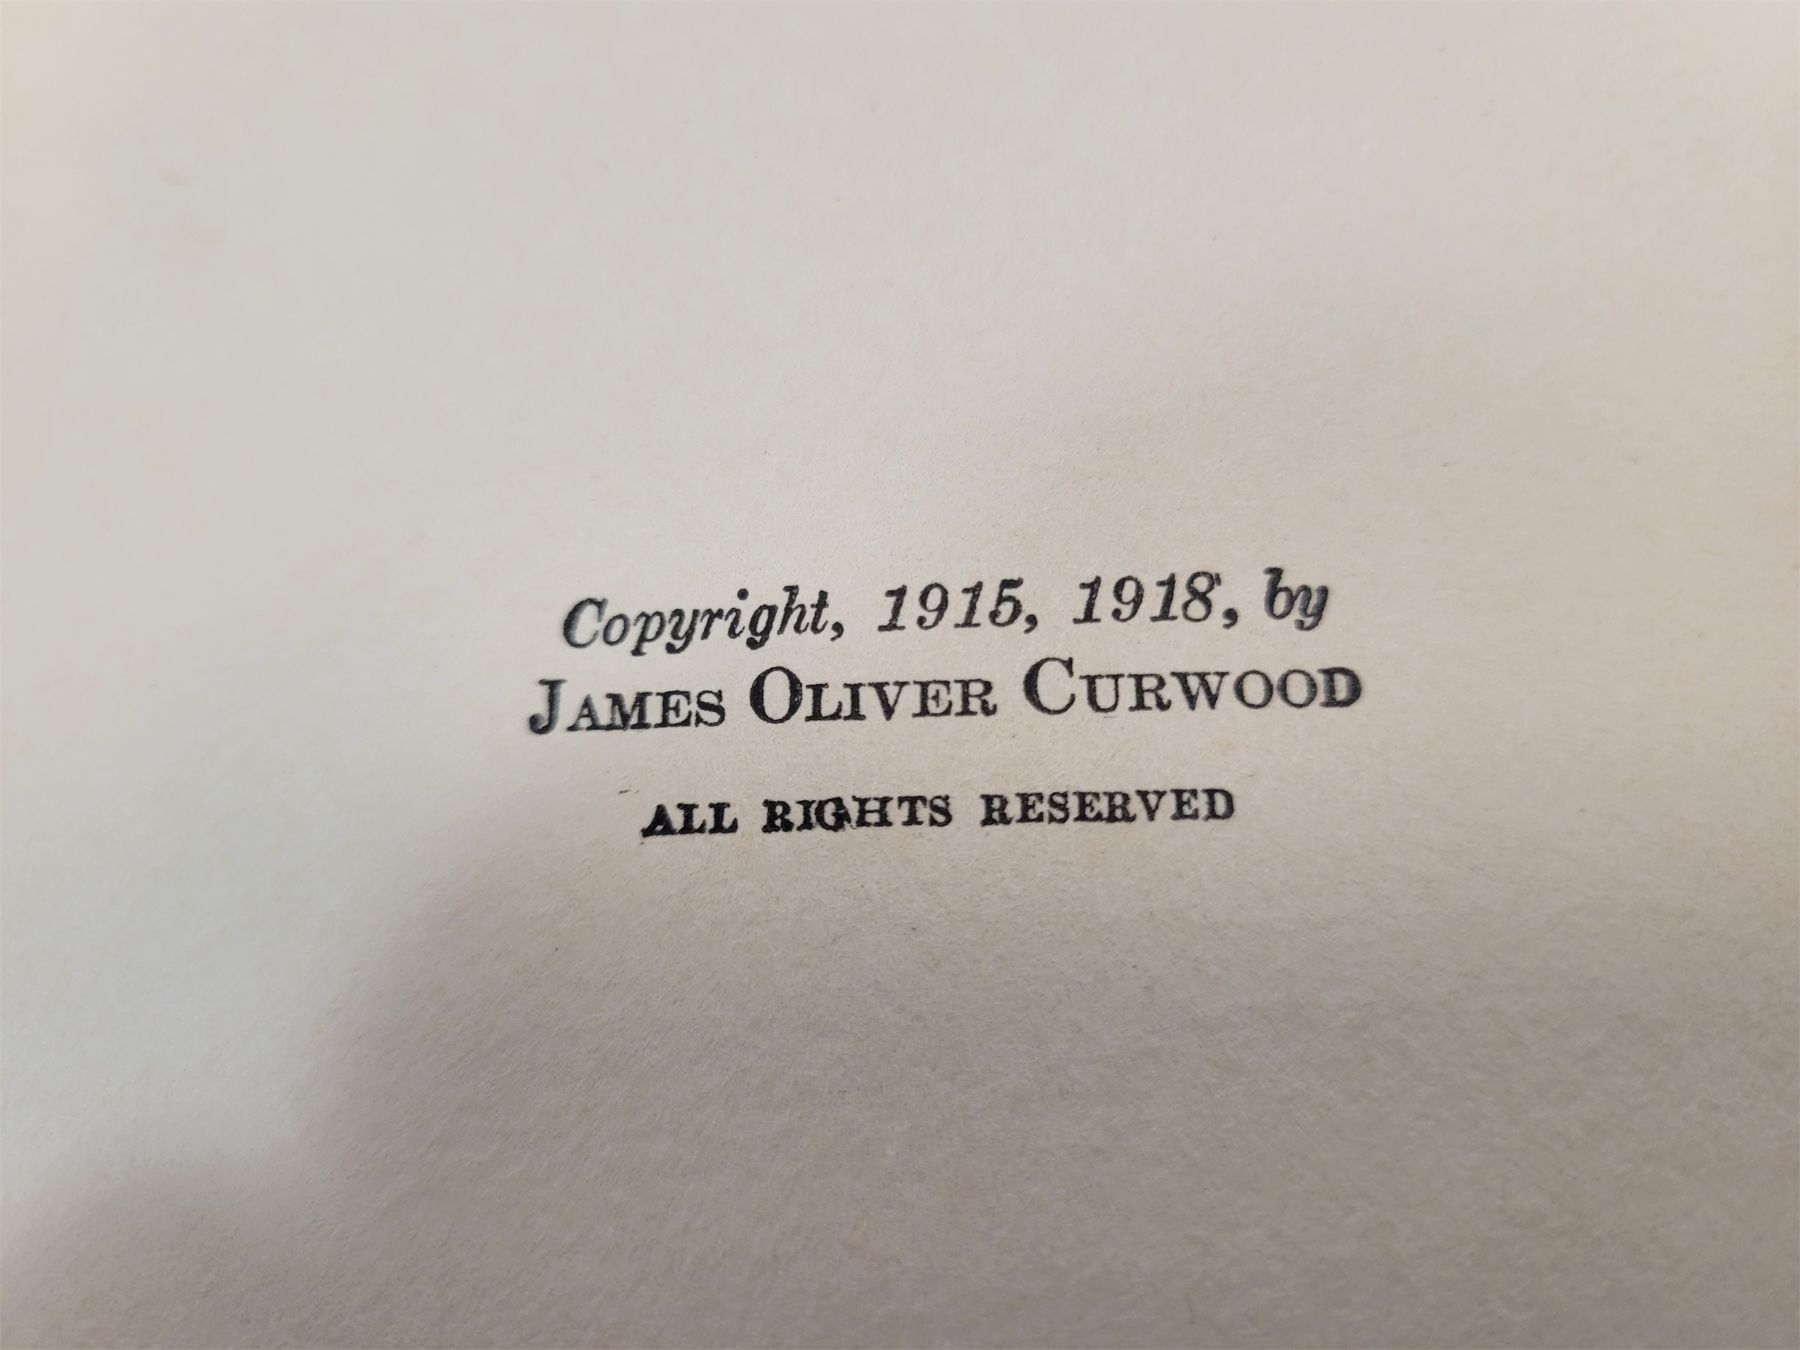 Copyright, 1915, 1918, by
JAMES OLIVER CURWOOD
ALL RIGHTS RESERVED